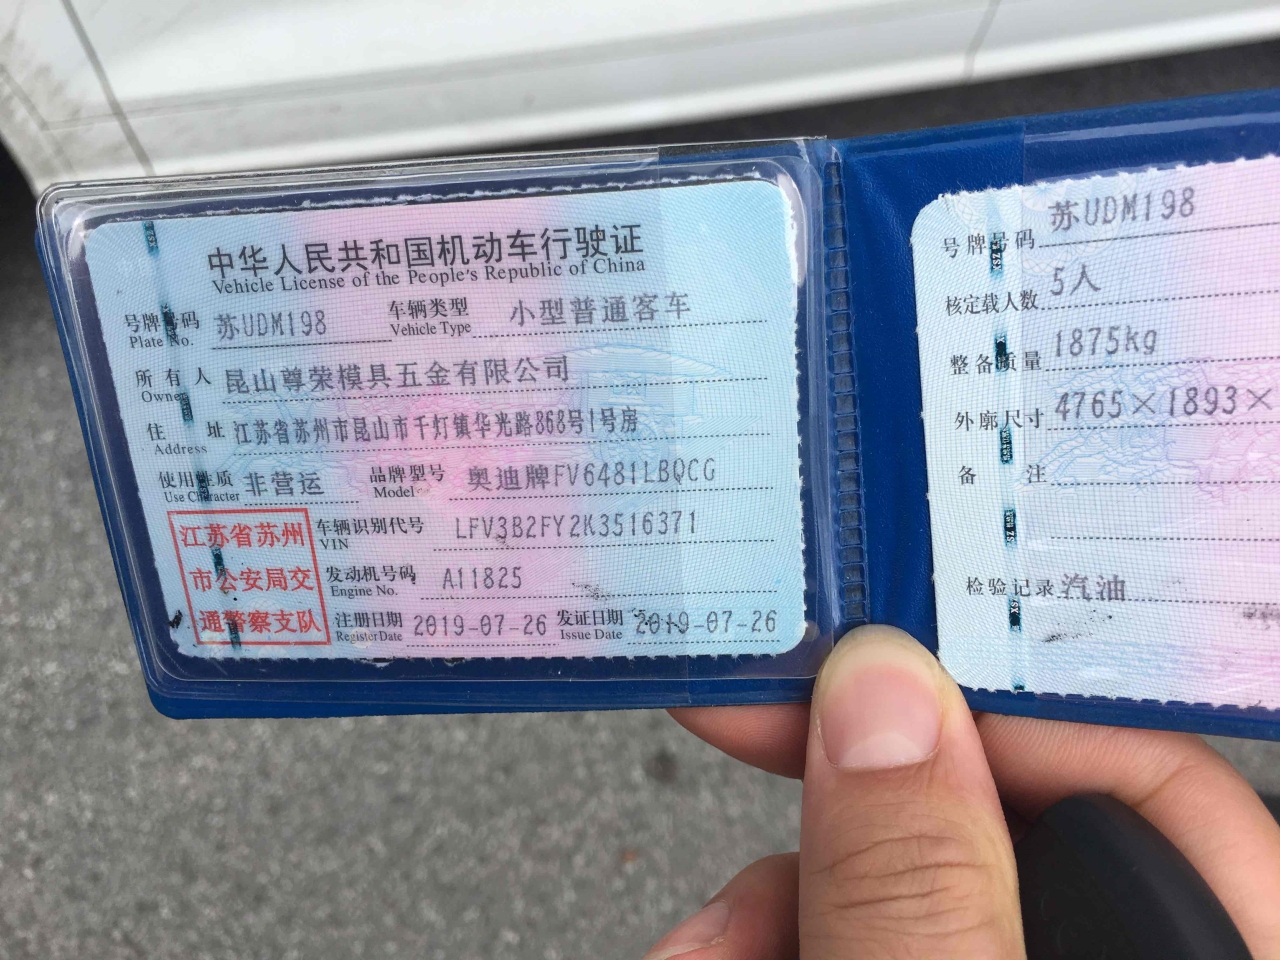 中华人民共和国机动车行驶证
Vehicle License of the People's Republic of China
号牌号码 苏UDM198 车辆类型 小型普通客车
Plate No. Vehicle Type
所有人 昆山尊荣模具五金有限公司
Owner
住址 江苏省苏州市昆山市千灯镇华光路868号1号房
Address
使用性质 非营运 品牌型号 奥迪牌FV6481LBQCG
Use Character Model
车辆识别代号 LFV3B2FY2K3516371
VIN
发动机号码 A11825
Engine No.
注册日期 2019-07-26 发证日期 2019-07-26
Register Date Issue Date
江苏省苏州
市公安局交
通警察支队
号牌号码 苏UDM198
核定载人数 5人
整备质量 1875kg
外廓尺寸 4765×1893×
备注
检验记录 汽油